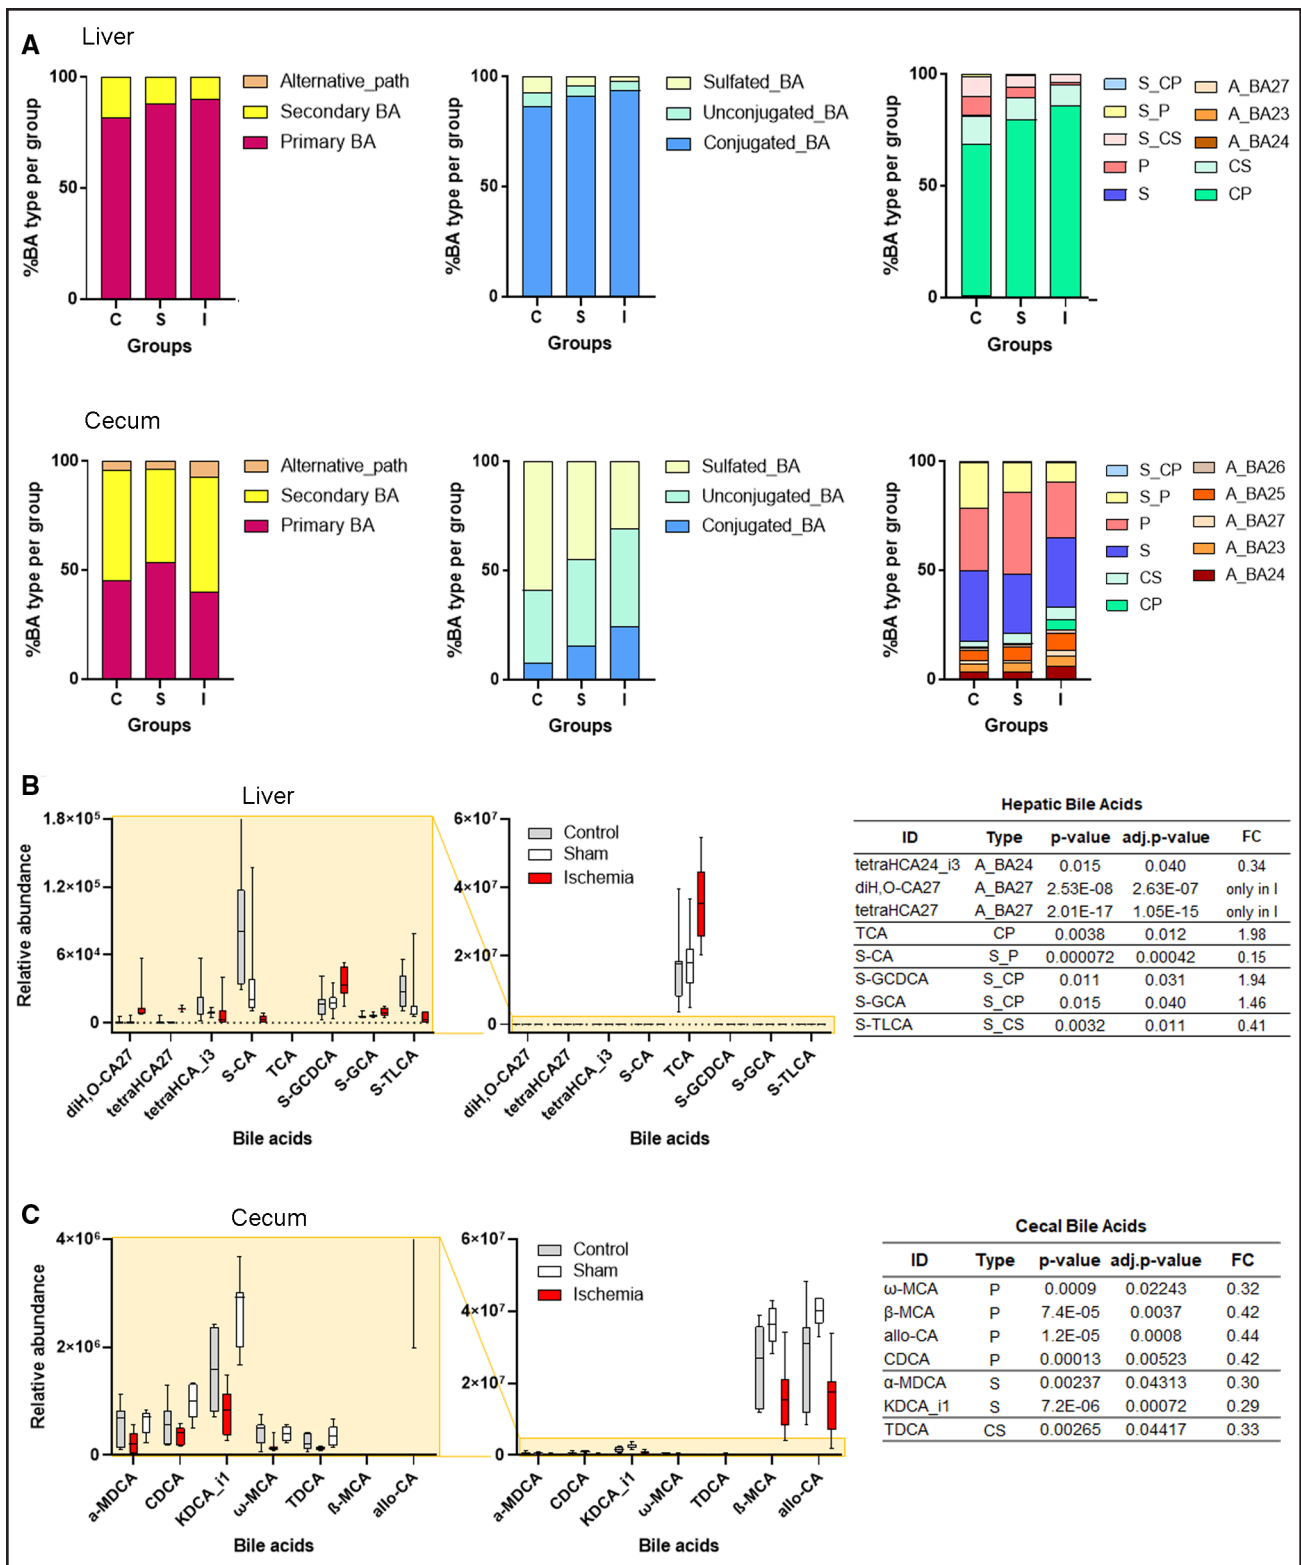 A
Liver
%BA type per group
100
50
0
C S I
Groups
Alternative_path
Secondary BA
Primary BA
%BA type per group
100
50
0
C S I
Groups
Sulfated_BA
Unconjugated_BA
Conjugated_BA
%BA type per group
100
50
0
C S I
Groups
S_CP
S_P
S_CS
P
S
A_BA27
A_BA23
A_BA24
CS
CP
Cecum
%BA type per group
100
50
0
C S I
Groups
Alternative_path
Secondary BA
Primary BA
%BA type per group
100
50
0
C S I
Groups
Sulfated_BA
Unconjugated_BA
Conjugated_BA
%BA type per group
100
50
0
C S I
Groups
S_CP
S_P
P
S
CS
CP
A_BA26
A_BA25
A_BA27
A_BA23
A_BA24
B
Liver
Relative abundance
1.8×10⁵
1.2×10⁵
6×10⁴
0
diH,O-CA27
tetraHCA27
tetraHCA_i3
S-CA
TCA
S-GCDCA
S-GCA
S-TLCA
Bile acids
6×10⁷
4×10⁷
2×10⁷
0
Control
Sham
Ischemia
diH,O-CA27
tetraHCA27
tetraHCA_i3
S-CA
TCA
S-GCDCA
S-GCA
S-TLCA
Bile acids
Hepatic Bile Acids
ID Type p-value adj.p-value FC
tetraHCA24_i3 A_BA24 0.015 0.040 0.34
diH,O-CA27 A_BA27 2.53E-08 2.63E-07 only in I
tetraHCA27 A_BA27 2.01E-17 1.05E-15 only in I
TCA CP 0.0038 0.012 1.98
S-CA S_P 0.000072 0.00042 0.15
S-GCDCA S_CP 0.011 0.031 1.94
S-GCA S_CP 0.015 0.040 1.46
S-TLCA S_CS 0.0032 0.011 0.41
C
Cecum
Relative abundance
4×10⁶
2×10⁶
0
a-MDCA
CDCA
KDCA_i1
ω-MCA
TDCA
ß-MCA
allo-CA
Bile acids
6×10⁷
4×10⁷
2×10⁷
0
Control
Sham
Ischemia
a-MDCA
CDCA
KDCA_i1
ω-MCA
TDCA
ß-MCA
allo-CA
Bile acids
Cecal Bile Acids
ID Type p-value adj.p-value FC
ω-MCA P 0.0009 0.02243 0.32
ß-MCA P 7.4E-05 0.0037 0.42
allo-CA P 1.2E-05 0.0008 0.44
CDCA P 0.00013 0.00523 0.42
α-MDCA S 0.00237 0.04313 0.30
KDCA_i1 S 7.2E-06 0.00072 0.29
TDCA CS 0.00265 0.04417 0.33